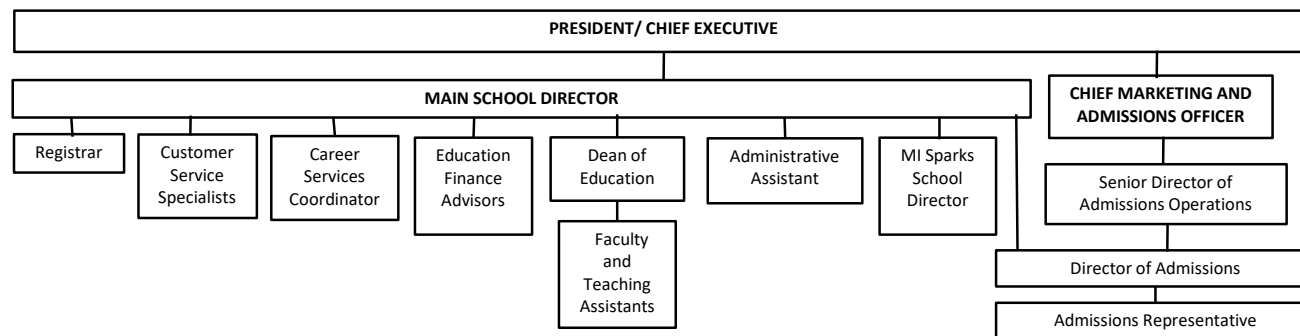 PRESIDENT/ CHIEF EXECUTIVE
MAIN SCHOOL DIRECTOR
CHIEF MARKETING AND
ADMISSIONS OFFICER
Registrar
Customer
Service
Specialists
Career
Services
Coordinator
Education
Finance
Advisors
Dean of
Education
Administrative
Assistant
MI Sparks
School
Director
Senior Director of
Admissions Operations
Faculty
and
Teaching
Assistants
Director of Admissions
Admissions Representative